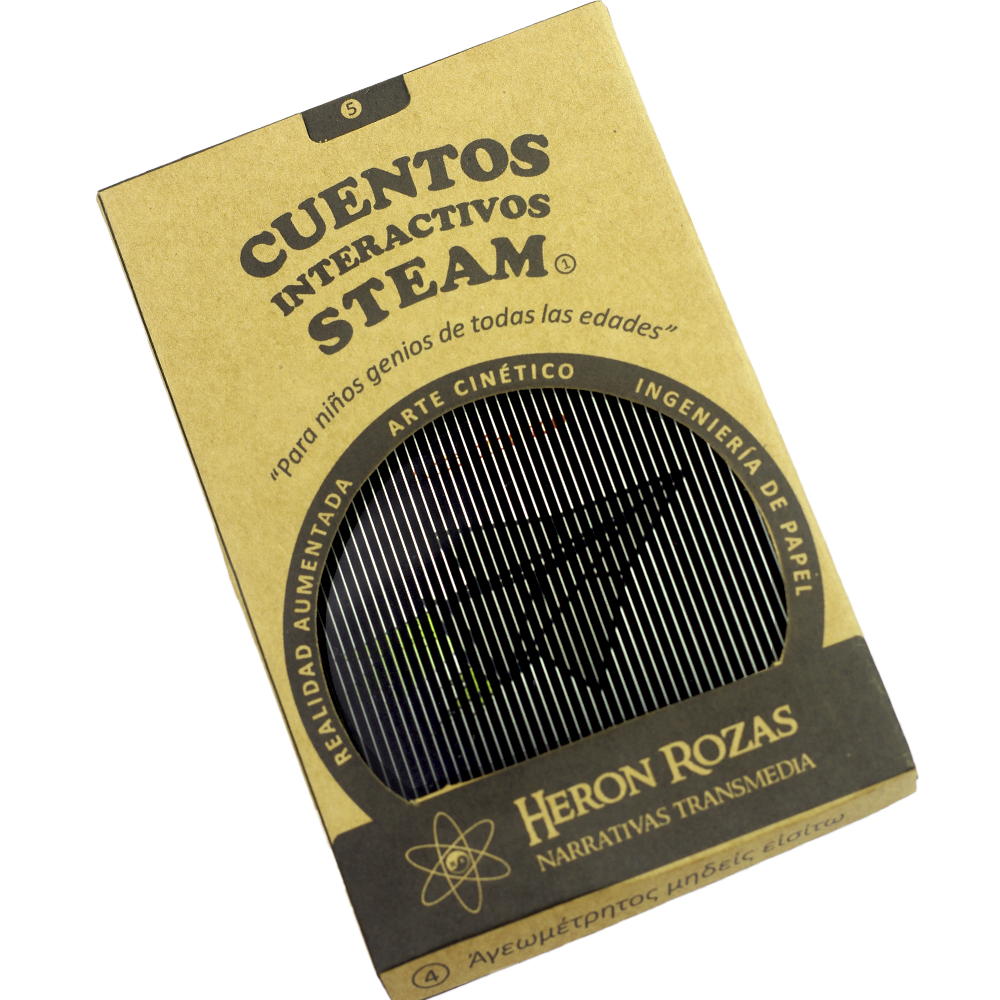 5
CUENTOS
INTERACTIVOS
STEAM 1
“Para niños genios de todas las edades”
REALIDAD AUMENTADA
ARTE CINÉTICO
INGENIERÍA DE PAPEL
HERON ROZAS
NARRATIVAS TRANSMEDIA
4 Ἀγεωμέτρητος μηδείς εἰσίτω